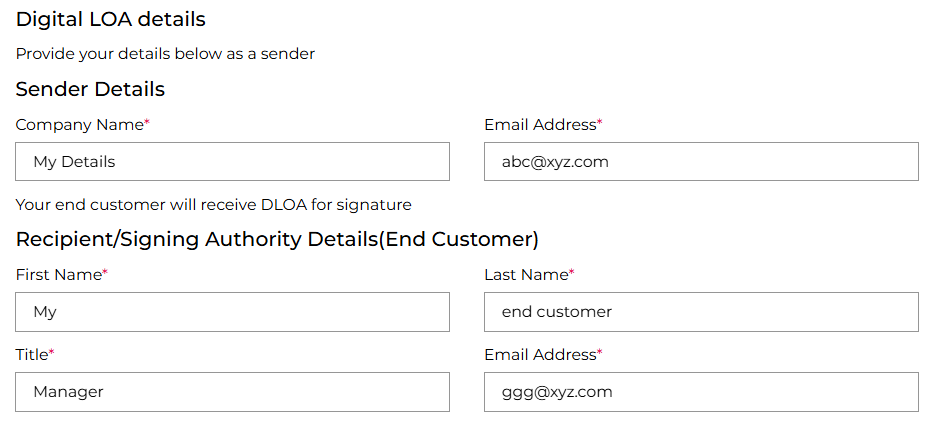 Digital LOA details
Provide your details below as a sender
Sender Details
Company Name* Email Address*
My Details abc@xyz.com
Your end customer will receive DLOA for signature
Recipient/Signing Authority Details(End Customer)
First Name* Last Name*
My end customer
Title* Email Address*
Manager ggg@xyz.com